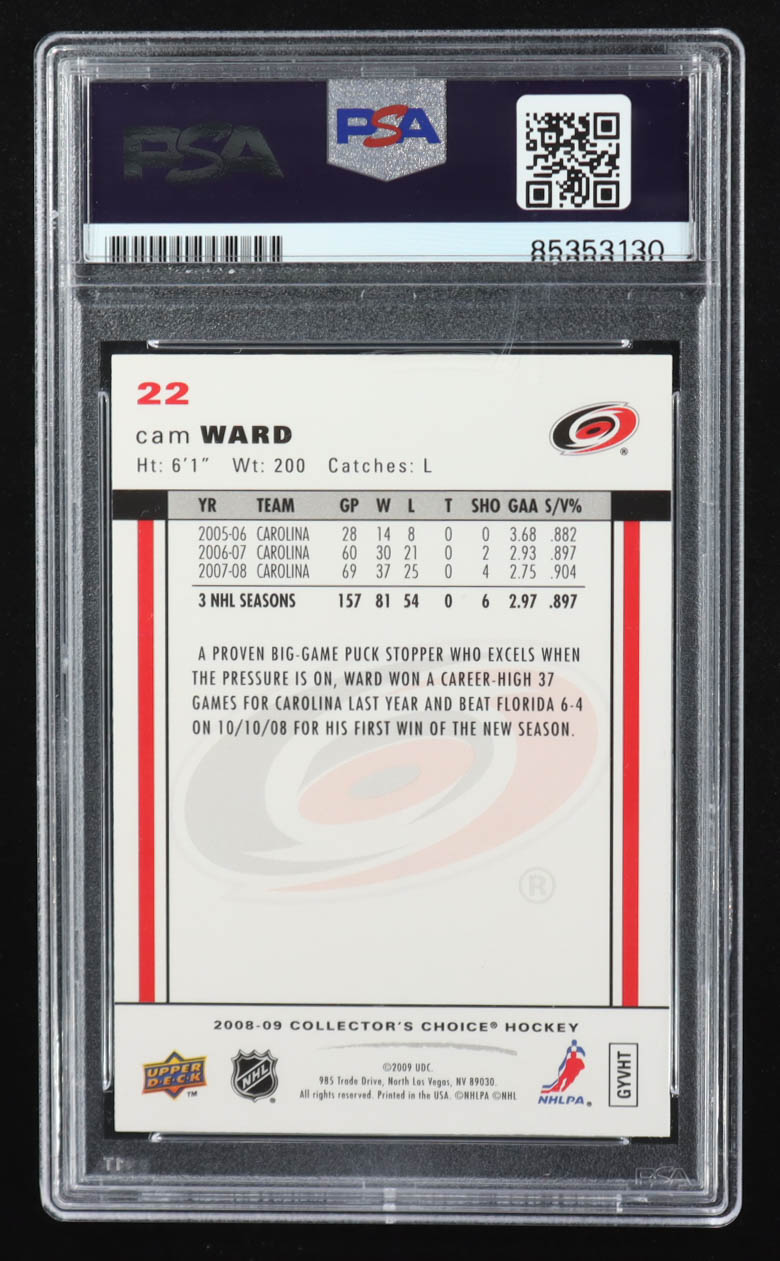 PSA
PSA
85353130
22
cam WARD
Ht: 6'1" Wt: 200 Catches: L
®
YR TEAM GP W L T SHO GAA S/V%
2005-06 CAROLINA 28 14 8 0 0 3.68 .882
2006-07 CAROLINA 60 30 21 0 2 2.93 .897
2007-08 CAROLINA 69 37 25 0 4 2.75 .904
3 NHL SEASONS 157 81 54 0 6 2.97 .897
A PROVEN BIG-GAME PUCK STOPPER WHO EXCELS WHEN
THE PRESSURE IS ON, WARD WON A CAREER-HIGH 37
GAMES FOR CAROLINA LAST YEAR AND BEAT FLORIDA 6-4
ON 10/10/08 FOR HIS FIRST WIN OF THE NEW SEASON.
®
2008-09 COLLECTOR'S CHOICE® HOCKEY
UPPER
DECK
TM
NHL
®
©2009 UDC.
985 Trade Drive, North Las Vegas, NV 89030.
All rights reserved. Printed in the USA. ©NHLPA ©NHL
NHLPA®
GYVHT
PSA